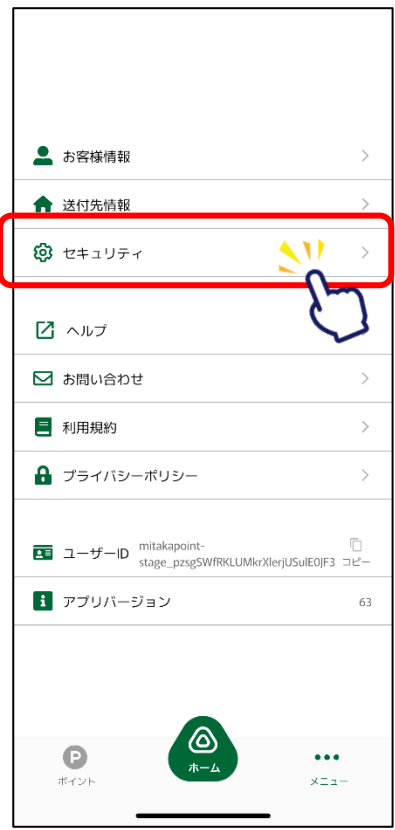 お客様情報
送付先情報
セキュリティ
ヘルプ
お問い合わせ
利用規約
プライバシーポリシー
ユーザーID
mitakapoint-
stage_pzsgSWfRKLUMkrXlerjUSulE0JF3
コピー
アプリバージョン 63
P
ポイント
ホーム
メニュー